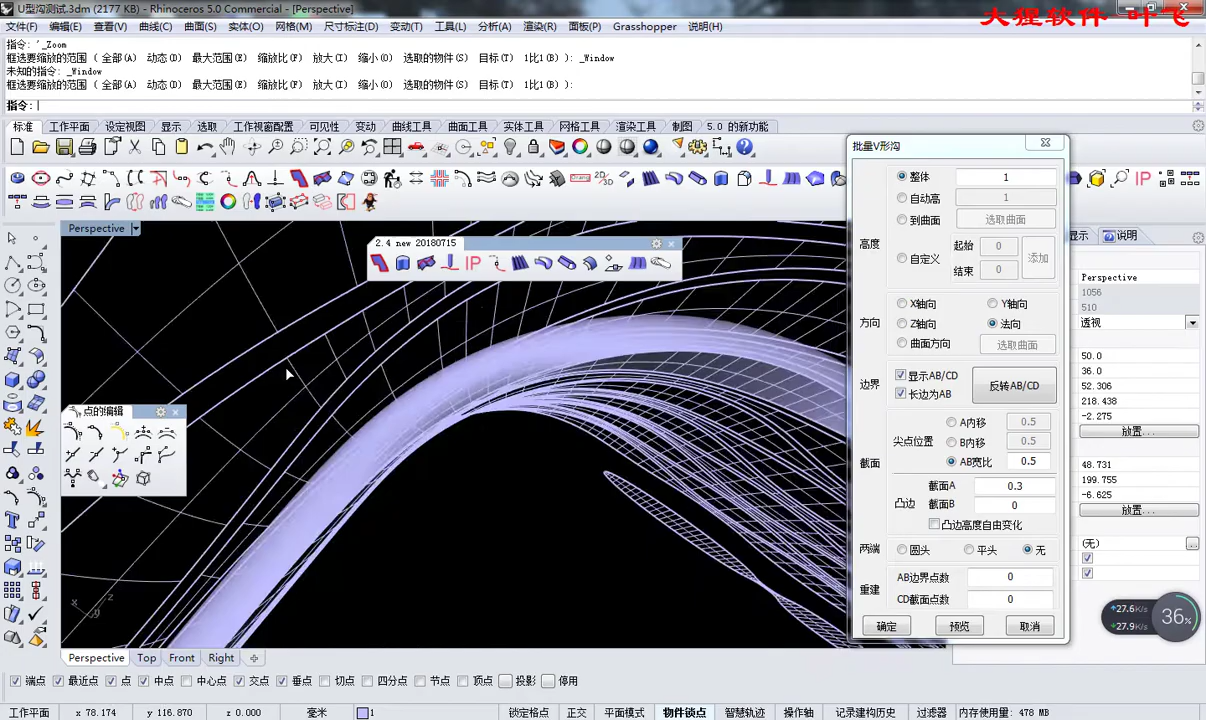 U型沟测试.3dm (2177 KB) - Rhinoceros 5.0 Commercial - [Perspective]
大猩软件 叶飞
文件(F) 编辑(E) 查看(V) 曲线(C) 曲面(S) 实体(O) 网格(M) 尺寸标注(D) 变动(T) 工具(L) 分析(A) 渲染(R) 面板(P) Grasshopper 说明(H)
指令: '_Zoom
框选要缩放的范围 ( 全部(A) 动态(D) 最大范围(E) 缩放比(F) 放大(I) 缩小(O) 选取的物件(S) 目标(T) 1比1(B) ): _Window
未知的指令: _Window
框选要缩放的范围 ( 全部(A) 动态(D) 最大范围(E) 缩放比(F) 放大(I) 缩小(O) 选取的物件(S) 目标(T) 1比1(B) ):
指令:
标准 工作平面 设定视图 显示 选取 工作视窗配置 可见性 变动 曲线工具 曲面工具 实体工具 网格工具 渲染工具 制图 5.0 的新功能
2D/3D
IP
Perspective
2.4 new 20180715
IP
点的编辑
批量V形沟
高度
整体 1
自动高 1
到曲面 选取曲面
自定义
起始 0
结束 0
添加
方向
X轴向 Y轴向
Z轴向 法向
曲面方向 选取曲面
边界
显示AB/CD
长边为AB
反转AB/CD
截面
尖点位置
A内移 0.5
B内移 0.5
AB宽比 0.5
凸边
截面A 0.3
截面B 0
凸边高度自由变化
两端 圆头 平头 无
重建
AB边界点数 0
CD截面点数 0
确定 预览 取消
显示 说明
Perspective
1056
510
透视
50.0
36.0
52.306
218.438
-2.275
放置...
48.731
199.755
-6.625
放置...
(无)
...
27.6K/s
27.9K/s
36%
Perspective Top Front Right
端点 最近点 点 中点 中心点 交点 垂点 切点 四分点 节点 顶点 投影 停用
工作平面 x 78.174 y 116.870 z 0.000 毫米 1 锁定格点 正交 平面模式 物件锁点 智慧轨迹 操作轴 记录建构历史 过滤器 内存使用量: 478 MB